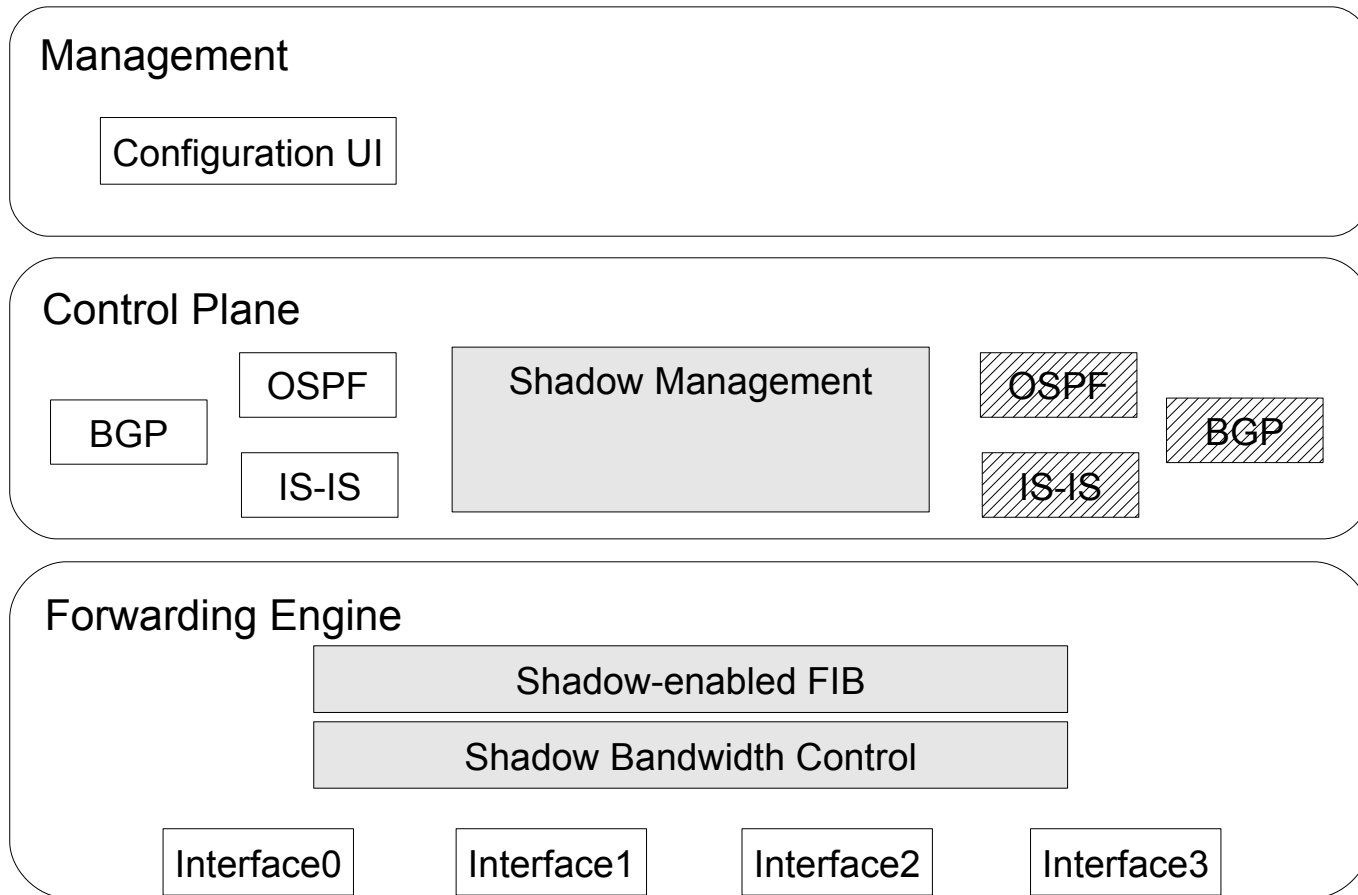 Management
Configuration UI
Control Plane
OSPF
Shadow Management
OSPF
BGP
BGP
IS-IS
IS-IS
Forwarding Engine
Shadow-enabled FIB
Shadow Bandwidth Control
Interface0
Interface1
Interface2
Interface3